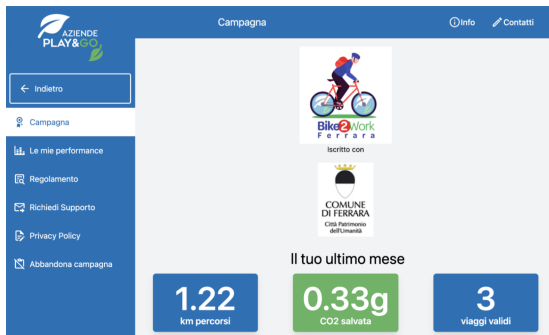 AZIENDE
PLAY&GO
Campagna
Info
Contatti
Indietro
Campagna
Le mie performance
Regolamento
Richiedi Supporto
Privacy Policy
Abbandona campagna
Bike2Work
Ferrara
Iscritto con
COMUNE
DI FERRARA
Città Patrimonio
dell'Umanità
Il tuo ultimo mese
1.22
km percorsi
0.33g
CO2 salvata
3
viaggi validi